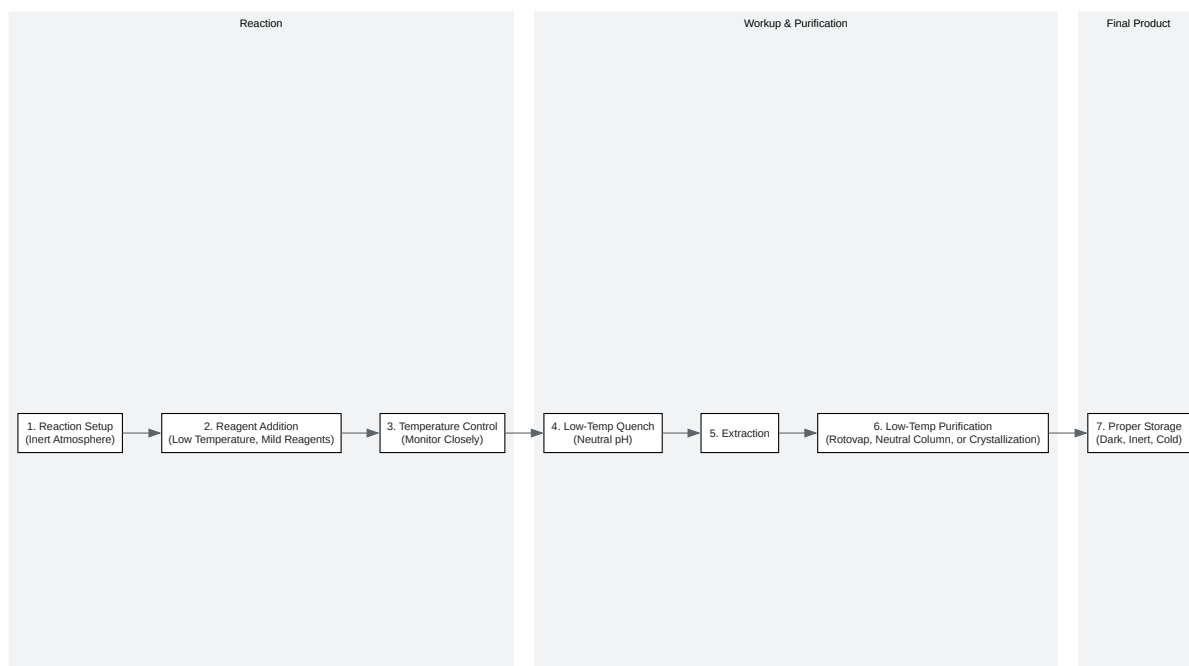 Reaction
Workup & Purification
Final Product
1. Reaction Setup
(Inert Atmosphere)
2. Reagent Addition
(Low Temperature, Mild Reagents)
3. Temperature Control
(Monitor Closely)
4. Low-Temp Quench
(Neutral pH)
5. Extraction
6. Low-Temp Purification
(Rotovap, Neutral Column, or Crystallization)
7. Proper Storage
(Dark, Inert, Cold)